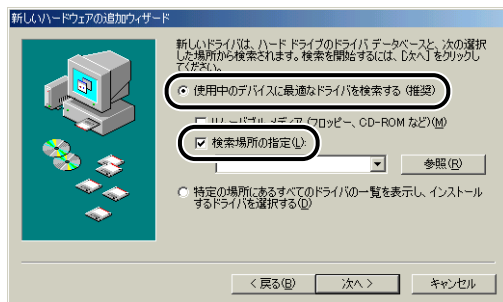 新しいハードウェアの追加ウィザード
新しいドライバは、ハード ドライブのドライバ データベースと、次の選択
した場所から検索されます。検索を開始するには、[次へ] をクリックし
てください。
使用中のデバイスに最適なドライバを検索する (推奨)
リムーバブル メディア (フロッピー、CD-ROM など)(M)
検索場所の指定(L):
参照(R)
特定の場所にあるすべてのドライバの一覧を表示し、インストール
するドライバを選択する(D)
< 戻る(B)
次へ >
キャンセル